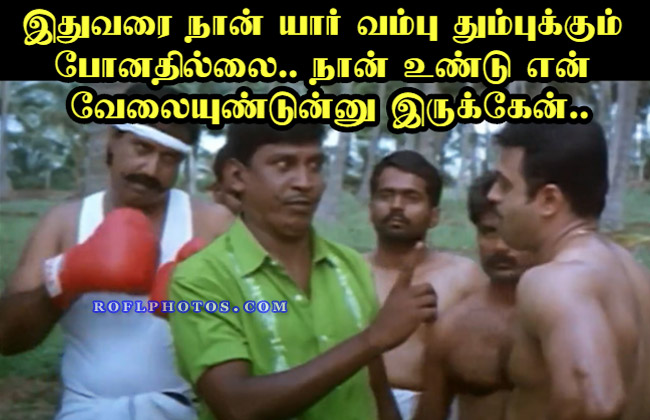 இதுவரை நான் யார் வம்பு தும்புக்கும்
போனதில்லை.. நான் உண்டு என்
வேலையுண்டுன்னு இருக்கேன்..
ROFLPHOTOS.COM